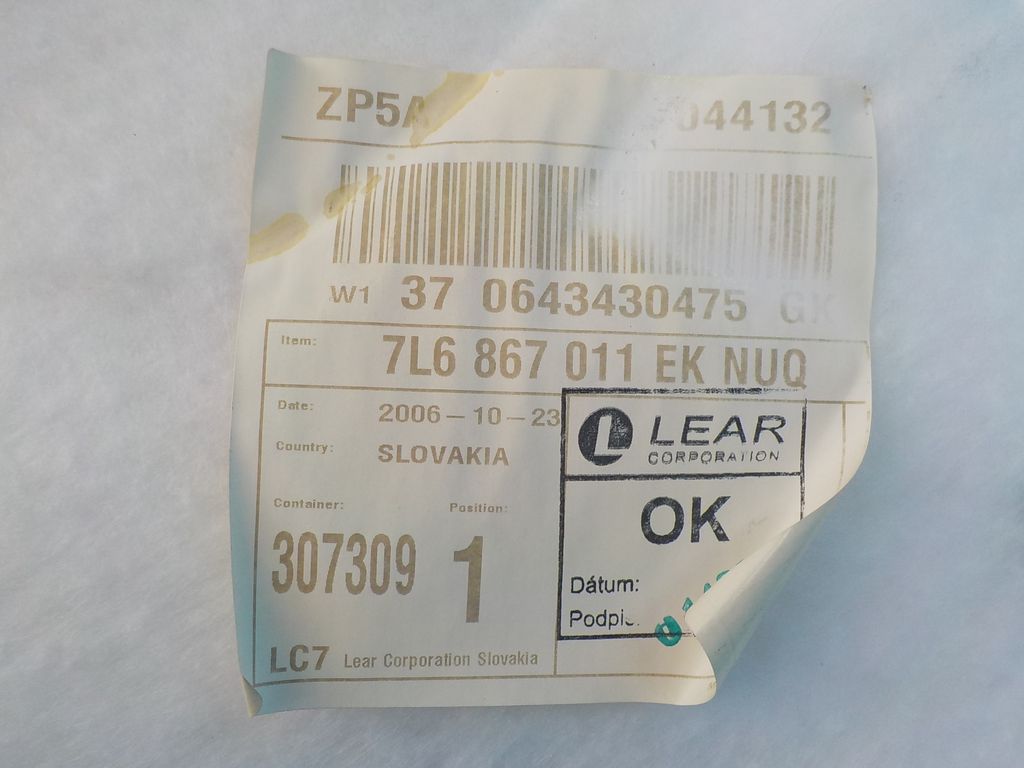 ZP5A 044132
W1 37 0643430475 GK
Item: 7L6 867 011 EK NUQ
Date: 2006-10-23
Country: SLOVAKIA
Container: Position:
307309 1
LC7 Lear Corporation Slovakia
LEAR
CORPORATION
OK
Dátum: